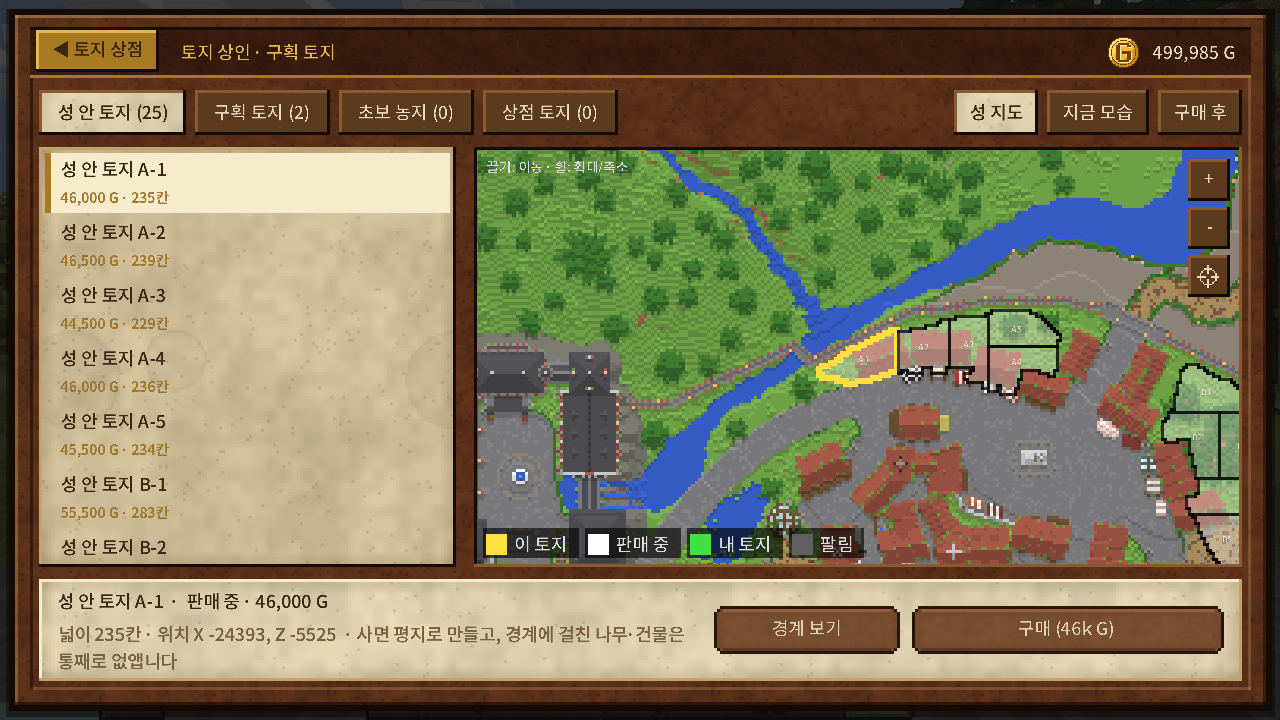 ◀ 토지 상점
토지 상인 · 구획 토지
499,985 G
성 안 토지 (25)
구획 토지 (2)
초보 농지 (0)
상점 토지 (0)
성 지도
지금 모습
구매 후
성 안 토지 A-1
46,000 G · 235칸
성 안 토지 A-2
46,500 G · 239칸
성 안 토지 A-3
44,500 G · 229칸
성 안 토지 A-4
46,000 G · 236칸
성 안 토지 A-5
45,500 G · 234칸
성 안 토지 B-1
55,500 G · 283칸
성 안 토지 B-2
끌기: 이동 · 휠: 확대/축소
+
-
A5
A1
A2
A3
A4
이 토지
판매 중
내 토지
팔림
성 안 토지 A-1 · 판매 중 · 46,000 G
넓이 235칸 · 위치 X -24393, Z -5525 · 사면 평지로 만들고, 경계에 걸친 나무·건물은
통째로 없앱니다
경계 보기
구매 (46k G)